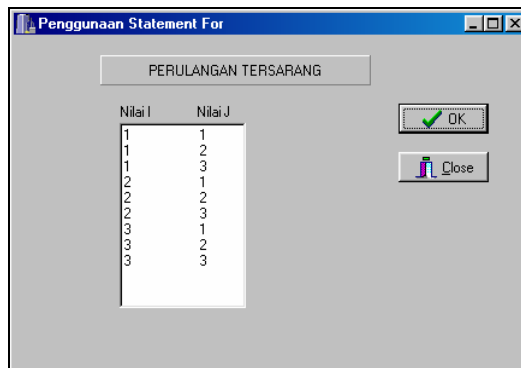 Penggunaan Statement For
PERULANGAN TERSARANG
Nilai I Nilai J
1 1
1 2
1 3
2 1
2 2
2 3
3 1
3 2
3 3
OK
Close